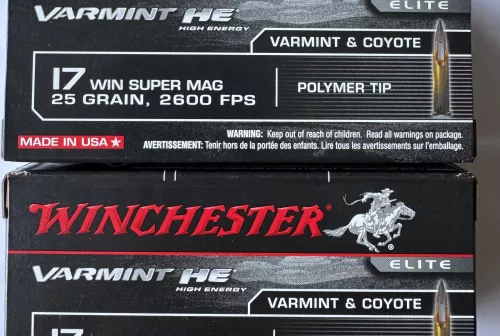 VARMINT HE
HIGH ENERGY
ELITE
VARMINT & COYOTE
17 WIN SUPER MAG
25 GRAIN, 2600 FPS
POLYMER TIP
MADE IN USA
WARNING: Keep out of reach of children. Read all warnings on package.
AVERTISSEMENT: Tenir hors de la portée des enfants. Lire tous les avertissements sur l'emballage.
WINCHESTER®
VARMINT HE
HIGH ENERGY
ELITE
VARMINT & COYOTE
17